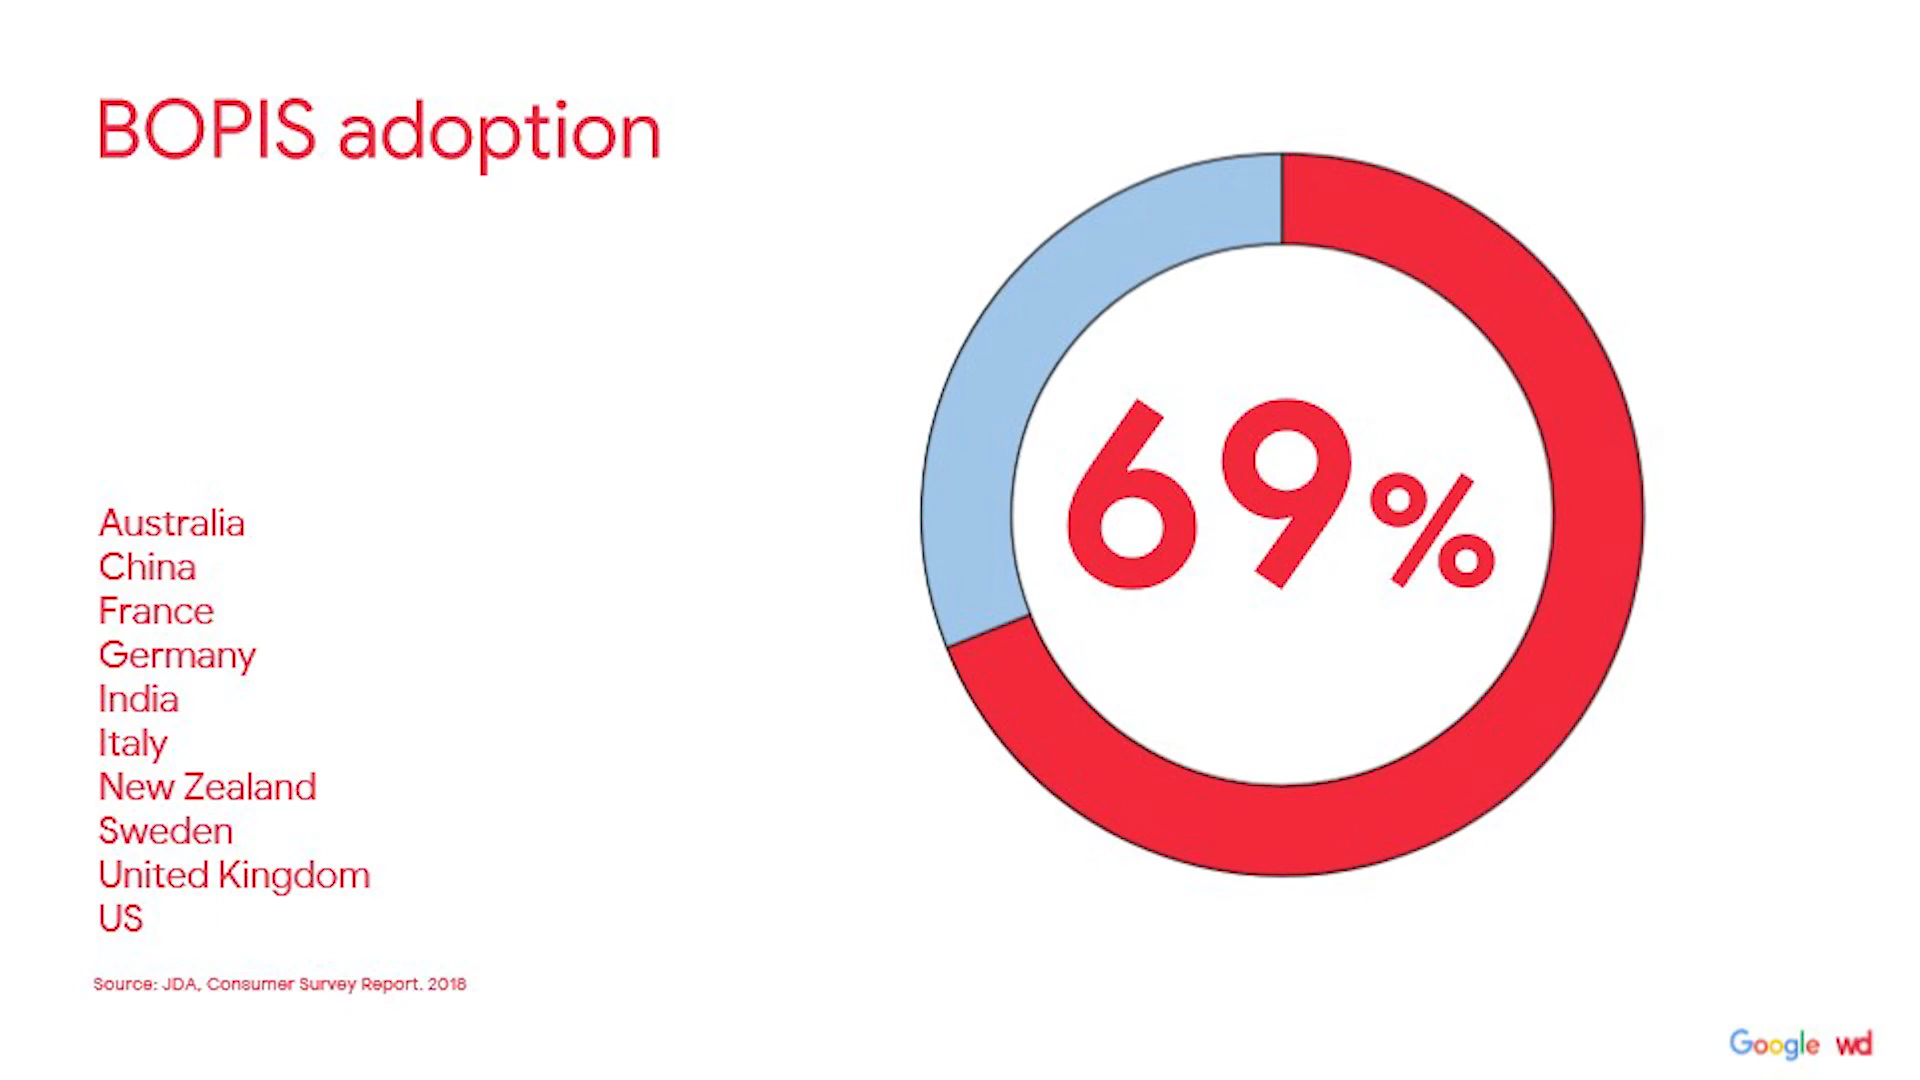 BOPIS adoption
69%
Australia
China
France
Germany
India
Italy
New Zealand
Sweden
United Kingdom
US
Source: JDA, Consumer Survey Report. 2018
Google wd